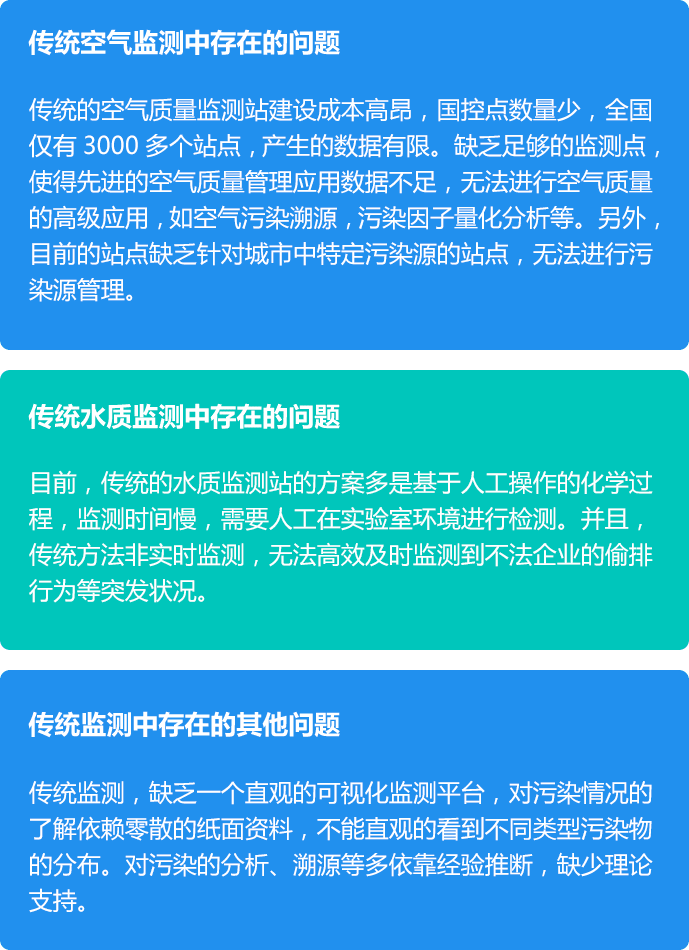 传统空气监测中存在的问题
传统的空气质量监测站建设成本高昂，国控点数量少，全国
仅有 3000 多个站点，产生的数据有限。缺乏足够的监测点，
使得先进的空气质量管理应用数据不足，无法进行空气质量
的高级应用，如空气污染溯源，污染因子量化分析等。另外，
目前的站点缺乏针对城市中特定污染源的站点，无法进行污
染源管理。
传统水质监测中存在的问题
目前，传统的水质监测站的方案多是基于人工操作的化学过
程，监测时间慢，需要人工在实验室环境进行检测。并且，
传统方法非实时监测，无法高效及时监测到不法企业的偷排
行为等突发状况。
传统监测中存在的其他问题
传统监测，缺乏一个直观的可视化监测平台，对污染情况的
了解依赖零散的纸面资料，不能直观的看到不同类型污染物
的分布。对污染的分析、溯源等多依靠经验推断，缺少理论
支持。